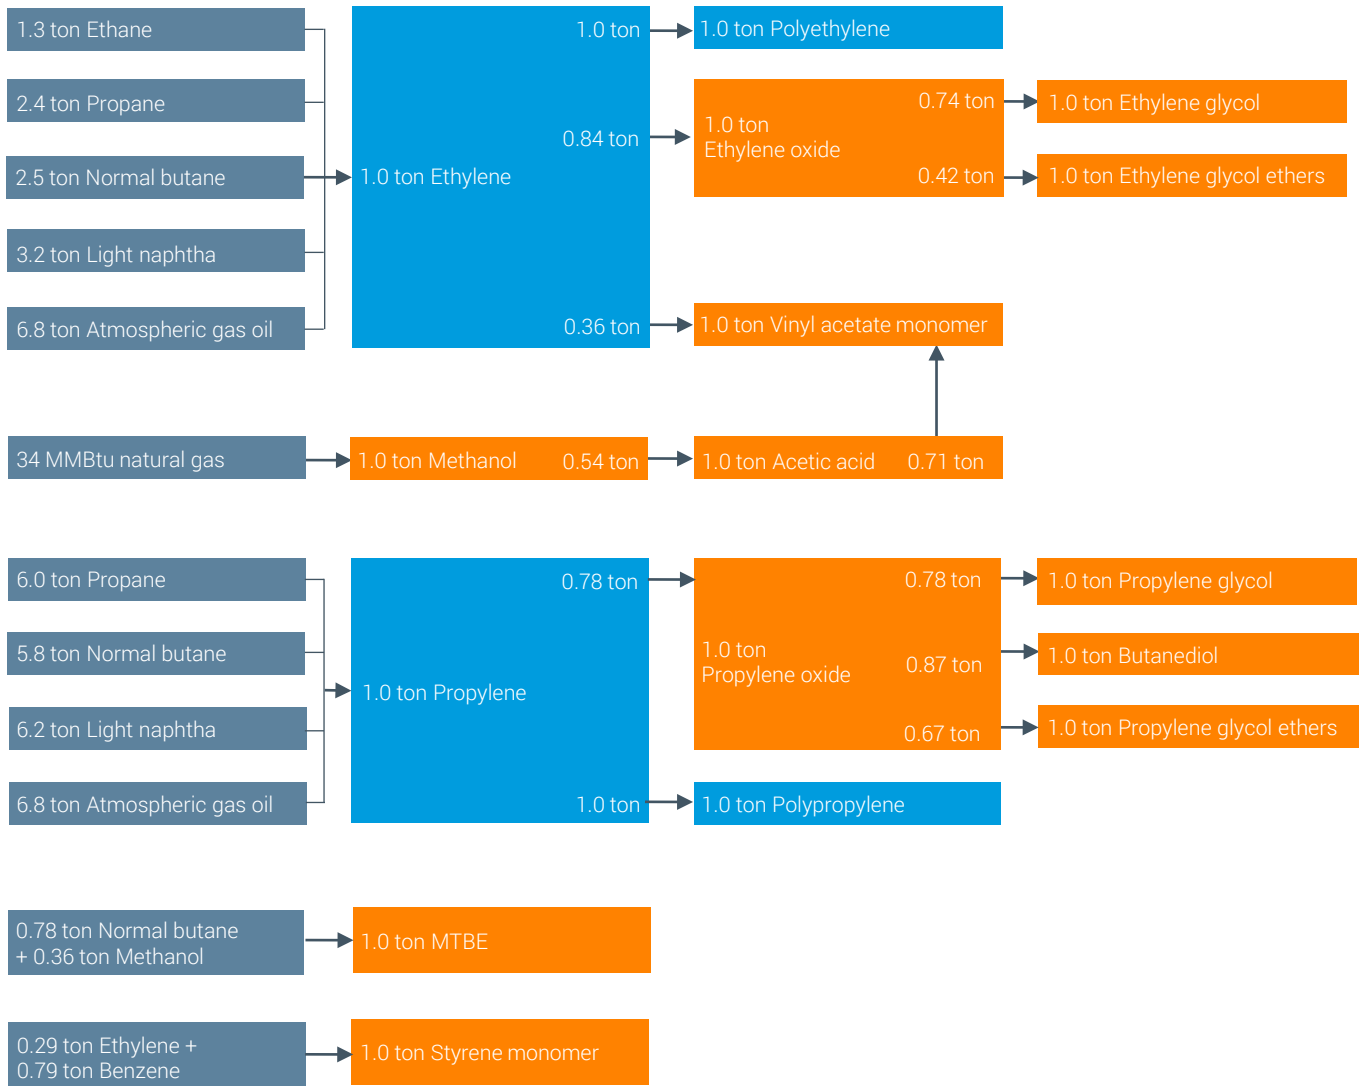 1.3 ton Ethane
2.4 ton Propane
2.5 ton Normal butane
3.2 ton Light naphtha
6.8 ton Atmospheric gas oil
1.0 ton Ethylene
1.0 ton
0.84 ton
0.36 ton
1.0 ton Polyethylene
1.0 ton
Ethylene oxide
0.74 ton
0.42 ton
1.0 ton Ethylene glycol
1.0 ton Ethylene glycol ethers
1.0 ton Vinyl acetate monomer
34 MMBtu natural gas
1.0 ton Methanol
0.54 ton
1.0 ton Acetic acid
0.71 ton
6.0 ton Propane
5.8 ton Normal butane
6.2 ton Light naphtha
6.8 ton Atmospheric gas oil
1.0 ton Propylene
0.78 ton
1.0 ton
1.0 ton
Propylene oxide
0.78 ton
0.87 ton
0.67 ton
1.0 ton Propylene glycol
1.0 ton Butanediol
1.0 ton Propylene glycol ethers
1.0 ton Polypropylene
0.78 ton Normal butane
+ 0.36 ton Methanol
1.0 ton MTBE
0.29 ton Ethylene +
0.79 ton Benzene
1.0 ton Styrene monomer